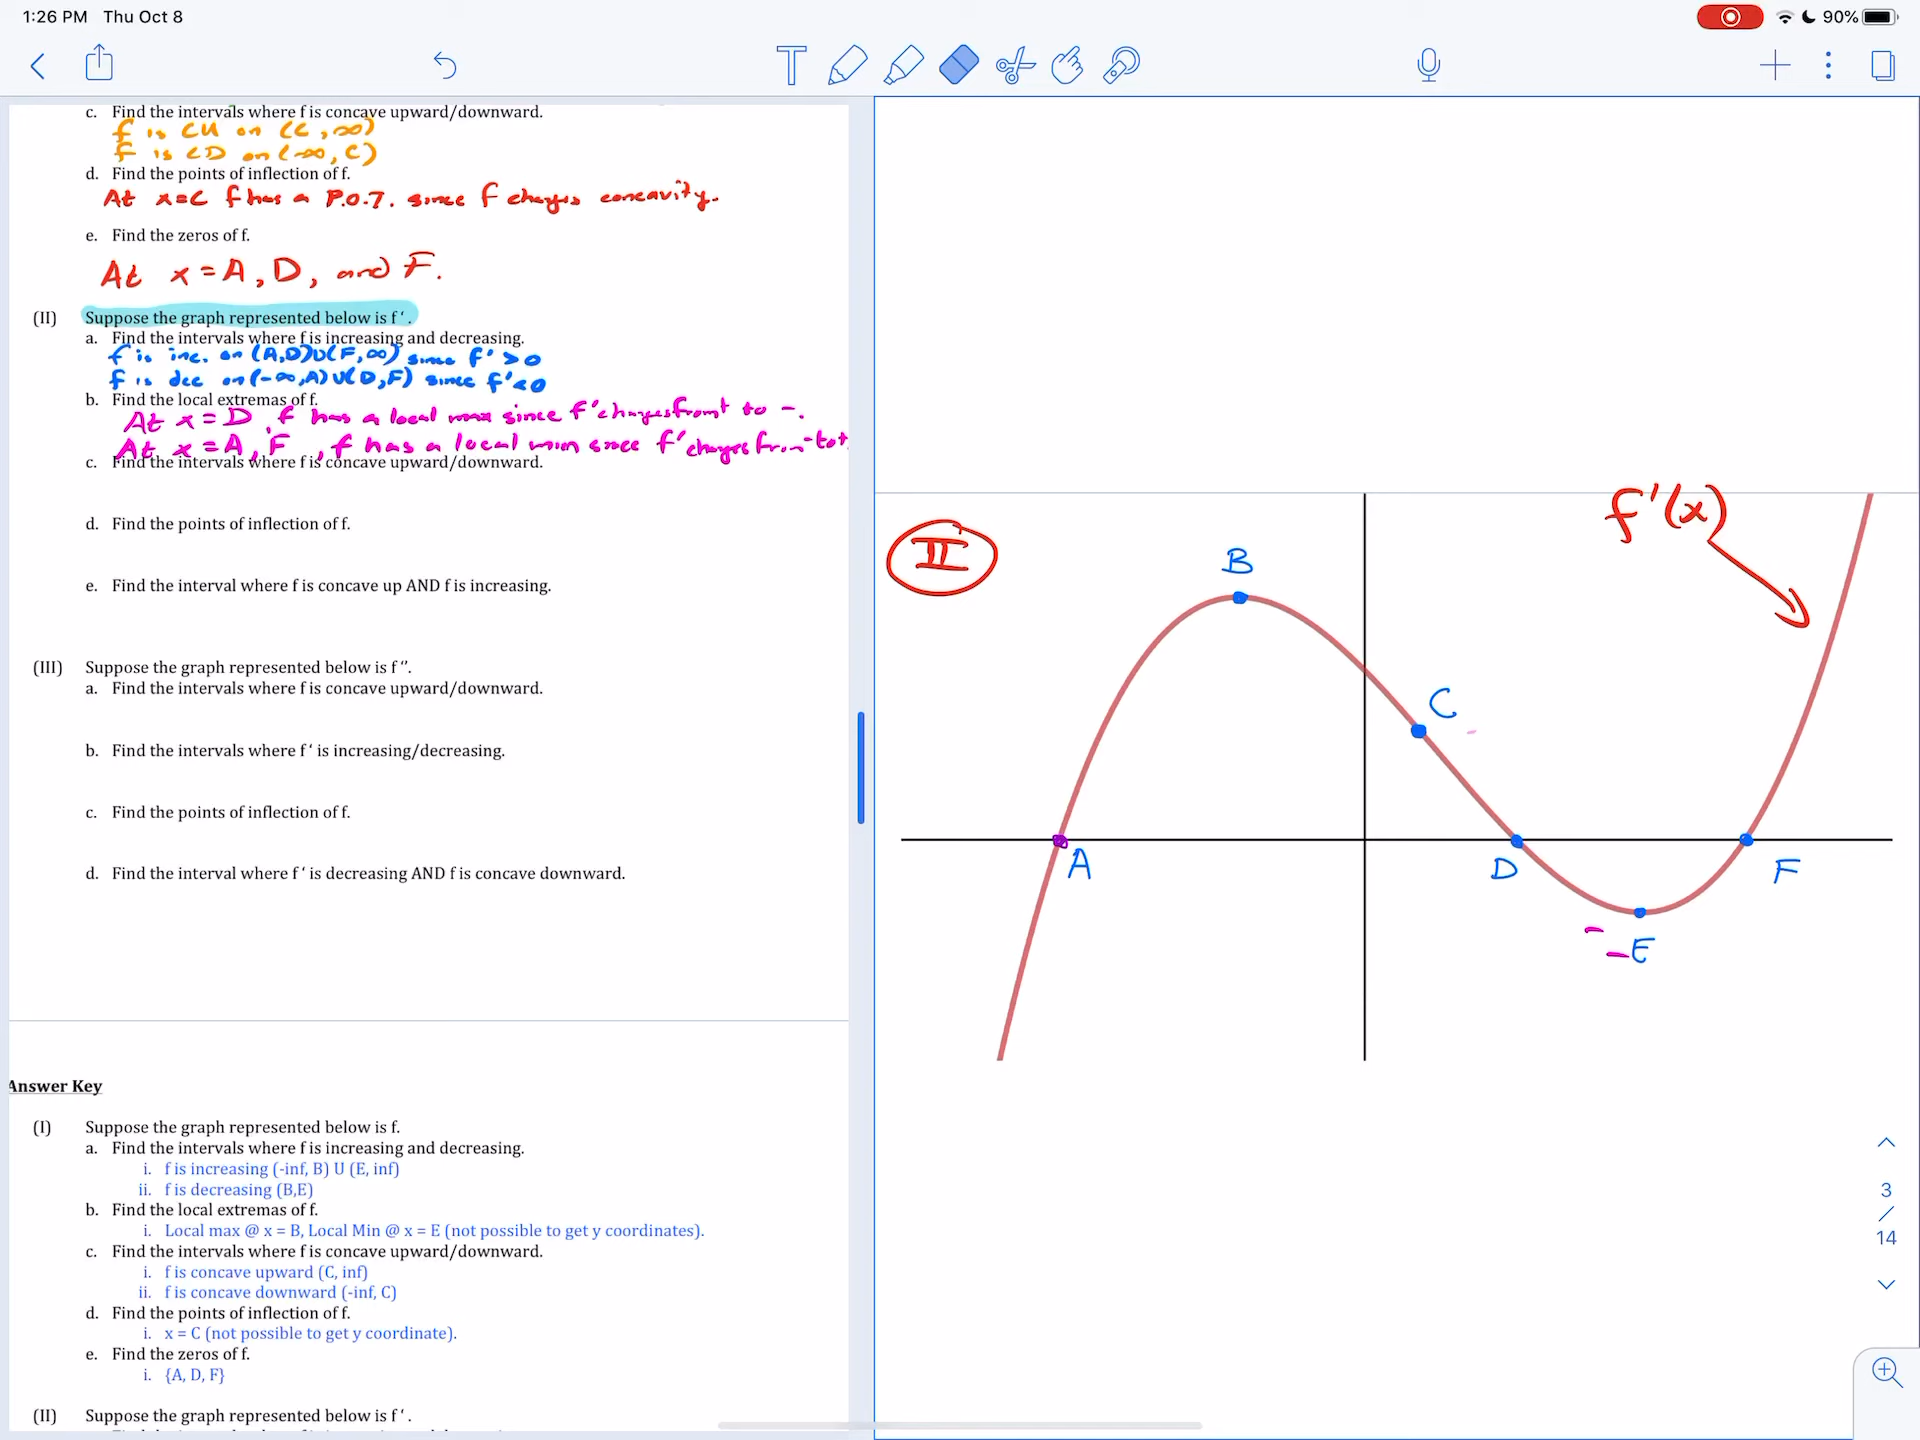 1:26 PM Thu Oct 8
90%
c. Find the intervals where f is concave upward/downward.
f is CU on (C, ∞)
f is CD on (-∞, C)
d. Find the points of inflection of f.
At x=C f has a P.O.I. since f changes concavity.
e. Find the zeros of f.
At x=A, D, and F.
(II) Suppose the graph represented below is f ‘.
a. Find the intervals where f is increasing and decreasing.
f is inc. on (A,D)U(F,∞) since f'>0
f is dec on (-∞,A)U(D,F) since f'<0
b. Find the local extremas of f.
At x=D, f has a local max since f' changes from + to -.
At x=A, F, f has a local min since f' changes from - to +
c. Find the intervals where f is concave upward/downward.
d. Find the points of inflection of f.
e. Find the interval where f is concave up AND f is increasing.
(III) Suppose the graph represented below is f “.
a. Find the intervals where f is concave upward/downward.
b. Find the intervals where f ‘ is increasing/decreasing.
c. Find the points of inflection of f.
d. Find the interval where f ‘ is decreasing AND f is concave downward.
Answer Key
(I) Suppose the graph represented below is f.
a. Find the intervals where f is increasing and decreasing.
i. f is increasing (-inf, B) U (E, inf)
ii. f is decreasing (B,E)
b. Find the local extremas of f.
i. Local max @ x = B, Local Min @ x = E (not possible to get y coordinates).
c. Find the intervals where f is concave upward/downward.
i. f is concave upward (C, inf)
ii. f is concave downward (-inf, C)
d. Find the points of inflection of f.
i. x = C (not possible to get y coordinate).
e. Find the zeros of f.
i. {A, D, F}
(II) Suppose the graph represented below is f ‘.
II
f'(x)
B
C
A
D
F
E
3
/
14